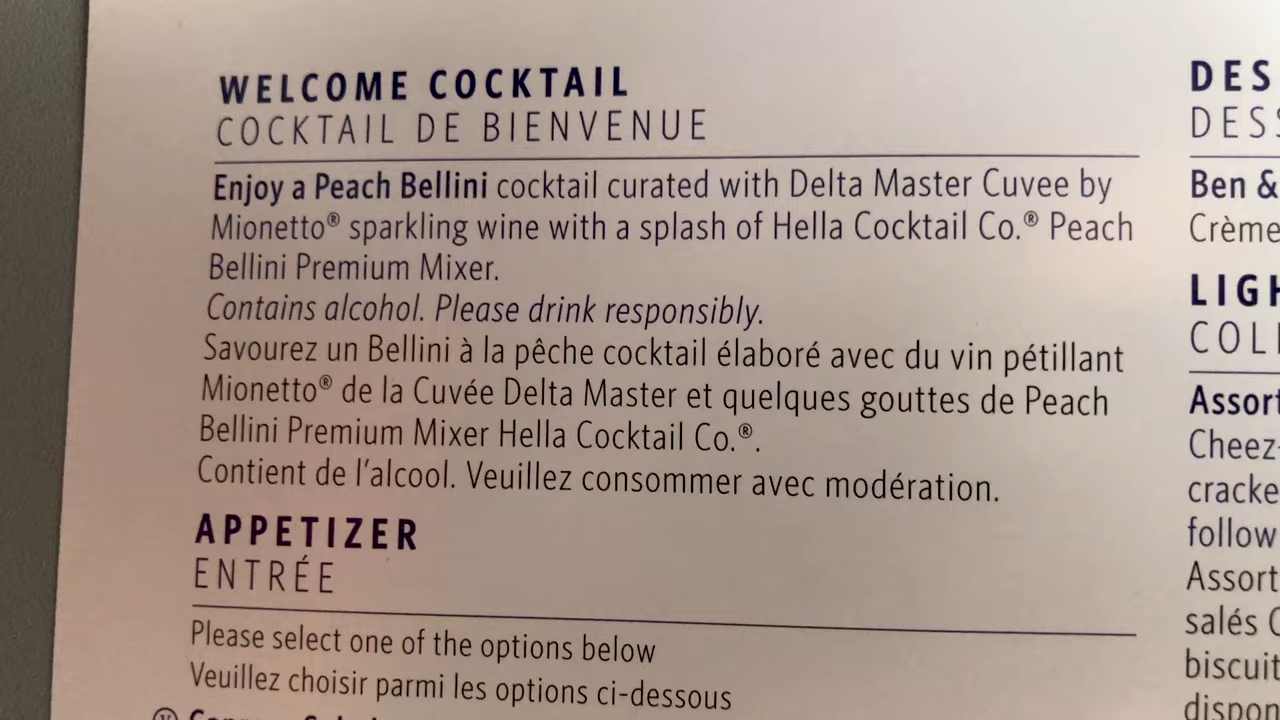 WELCOME COCKTAIL
COCKTAIL DE BIENVENUE
Enjoy a Peach Bellini cocktail curated with Delta Master Cuvee by
Mionetto® sparkling wine with a splash of Hella Cocktail Co.® Peach
Bellini Premium Mixer.
Contains alcohol. Please drink responsibly.
Savourez un Bellini à la pêche cocktail élaboré avec du vin pétillant
Mionetto® de la Cuvée Delta Master et quelques gouttes de Peach
Bellini Premium Mixer Hella Cocktail Co.®.
Contient de l'alcool. Veuillez consommer avec modération.
APPETIZER
ENTRÉE
Please select one of the options below
Veuillez choisir parmi les options ci-dessous
DES
DESS
Ben &
Crème
LIGH
COLL
Assort
Cheez-
cracke
follow
Assort
salés
biscuit
dispon